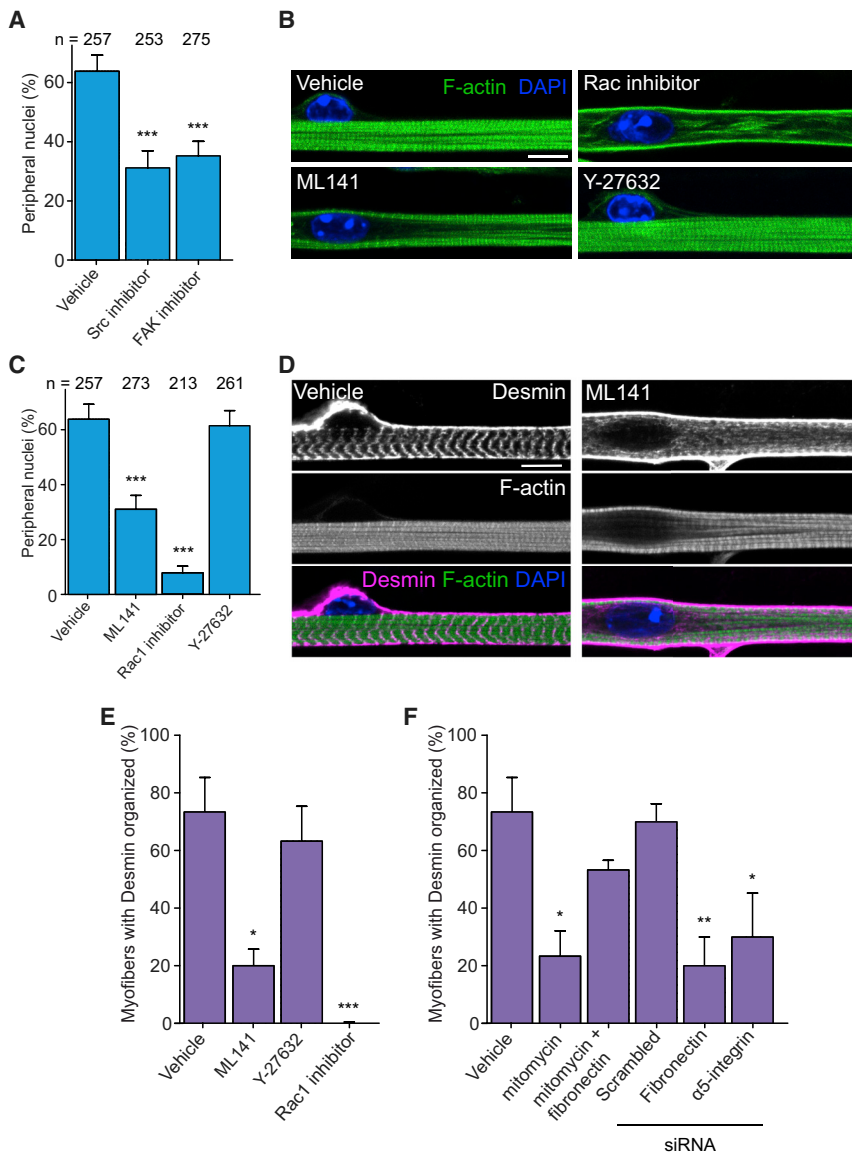 A
n = 257 253 275
Peripheral nuclei (%)
60
40
20
0
***
***
Vehicle
Src inhibitor
FAK inhibitor
B
Vehicle
F-actin DAPI
Rac inhibitor
ML141
Y-27632
C
n = 257 273 213 261
Peripheral nuclei (%)
60
40
20
0
***
***
Vehicle
ML141
Rac1 inhibitor
Y-27632
D
Vehicle
Desmin
ML141
F-actin
Desmin F-actin DAPI
E
Myofibers with Desmin organized (%)
100
80
60
40
20
0
*
***
Vehicle
ML141
Y-27632
Rac1 inhibitor
F
Myofibers with Desmin organized (%)
100
80
60
40
20
0
*
**
*
Vehicle
mitomycin
mitomycin +
fibronectin
Scrambled
Fibronectin
α5-integrin
siRNA